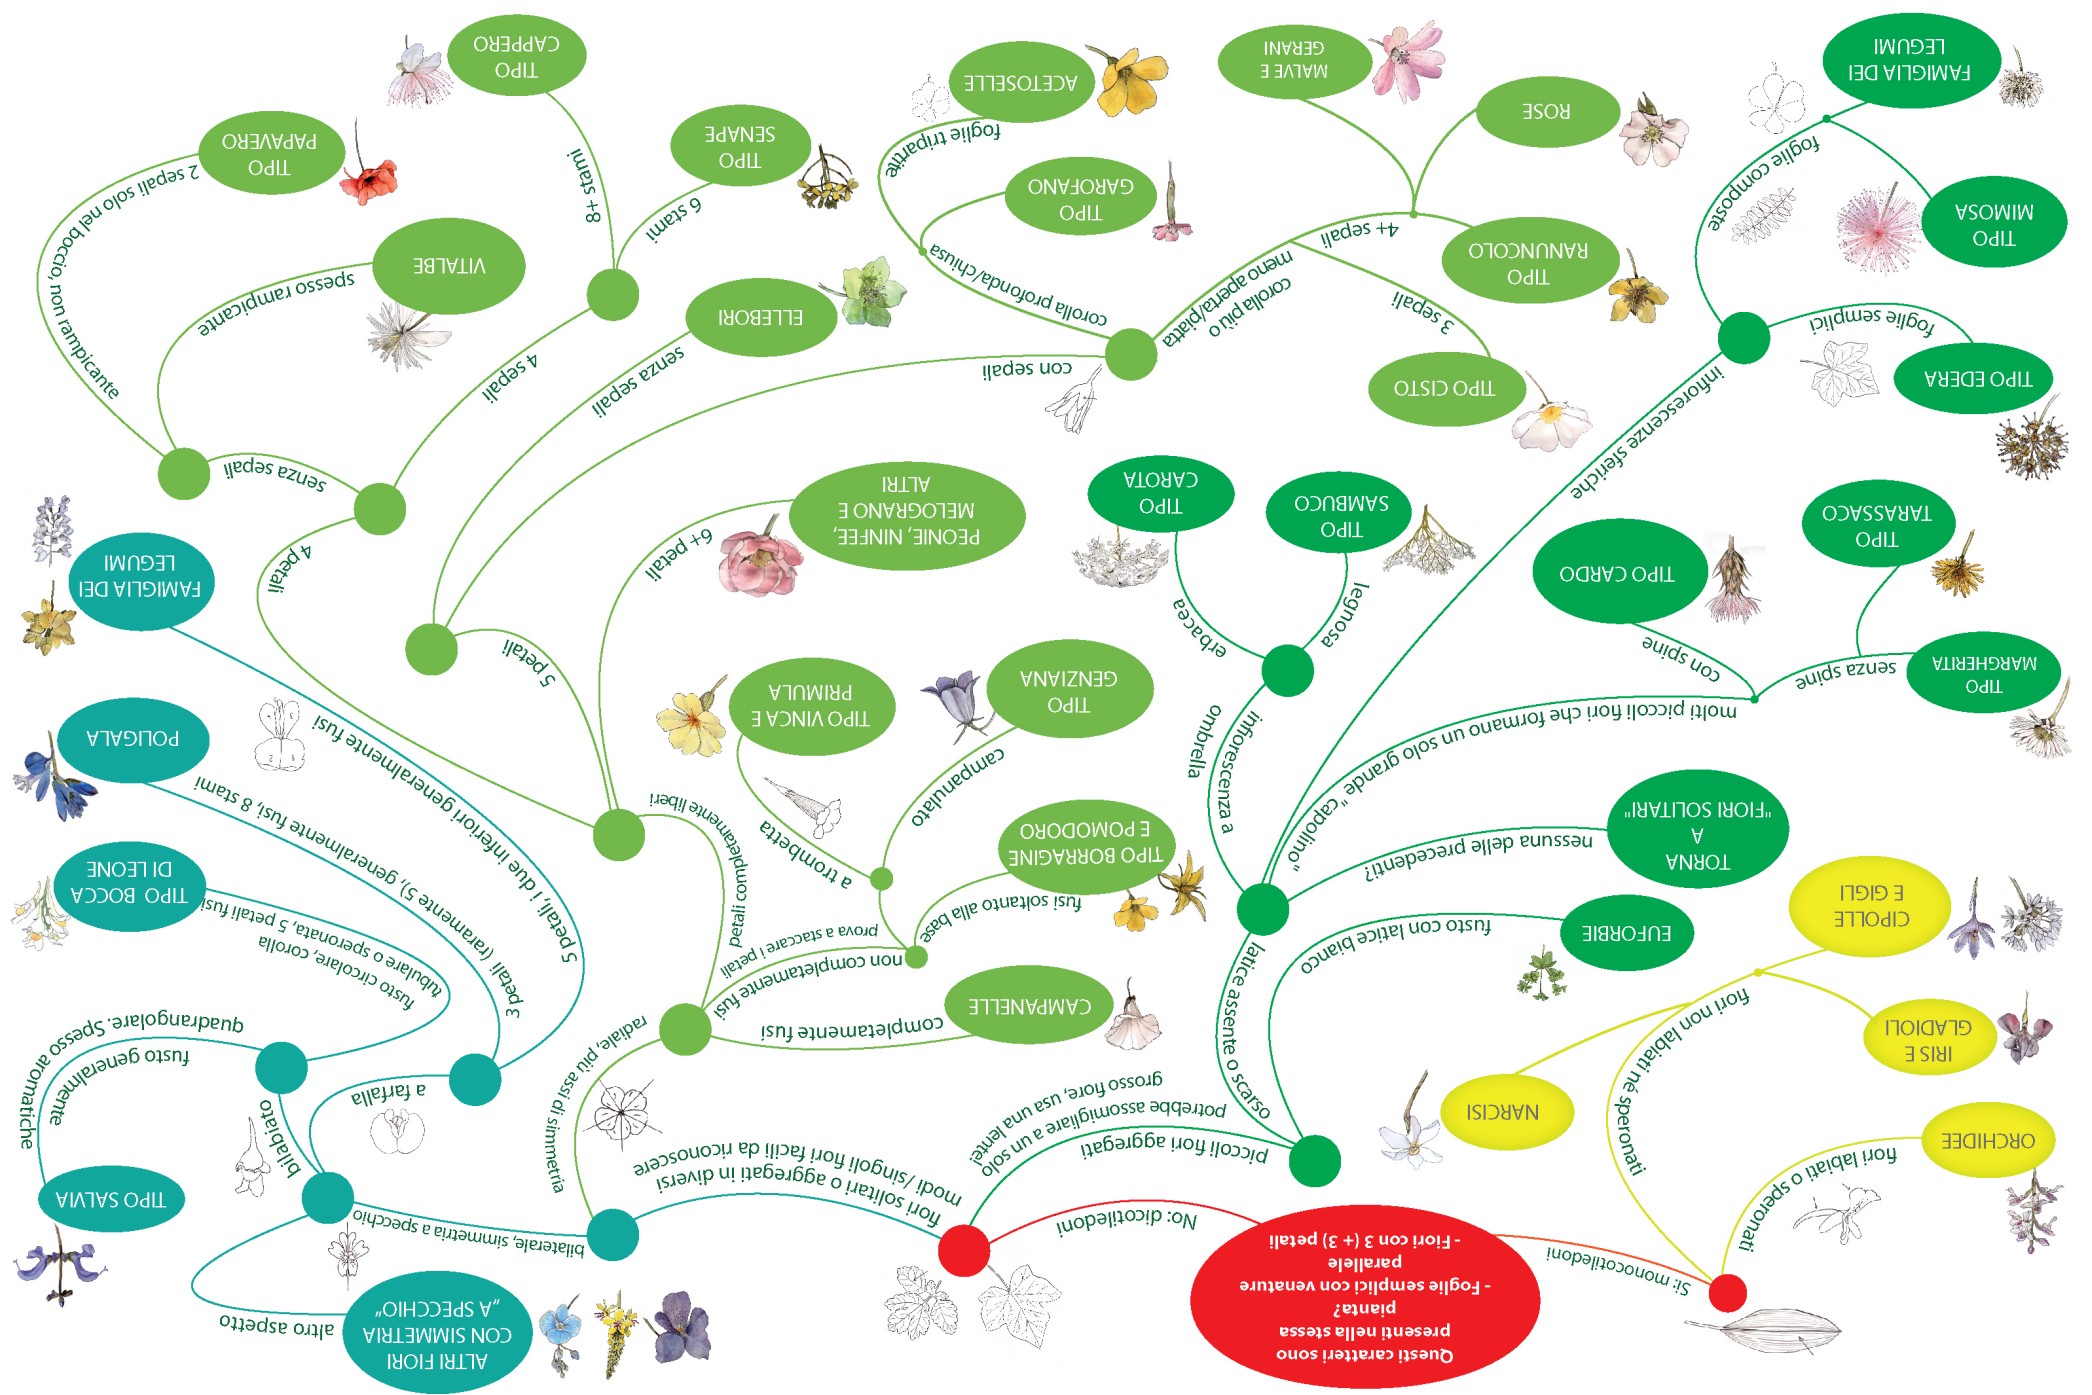 Questi caratteri sono
presenti nella stessa
pianta?
- Foglie semplici con venature
parallele
- Fiori con 3 (+ 3) petali
Sì: monocotiledoni
fiori labiati o speronati
ORCHIDEE
fiori non labiati né speronati
NARCISI
IRIS E
GLADIOLI
CIPOLLE
E GIGLI
No: dicotiledoni
piccoli fiori aggregati
potrebbe assomigliare a un solo
grosso fiore, usa una lente!
fusto con latice bianco
EUFORBIE
latice assente o scarso
nessuna delle precedenti?
TORNA
A
"FIORI SOLITARI"
molti piccoli fiori che formano un solo grande "capolino"
senza spine
TIPO
MARGHERITA
TIPO
TARASSACO
con spine
TIPO CARDO
infiorescenza a
ombrella
legnosa
TIPO
SAMBUCO
erbacea
TIPO
CAROTA
infiorescenze sferiche
foglie semplici
TIPO EDERA
foglie composte
TIPO
MIMOSA
FAMIGLIA DEI
LEGUMI
fiori solitari o aggregati in diversi
modi /singoli fiori facili da riconoscere
radiale, più assi di simmetria
completamente fusi
CAMPANELLE
non completamente fusi
prova a staccare i petali
fusi soltanto alla base
TIPO BORRAGINE
E POMODORO
campanulato
TIPO
GENZIANA
a trombetta
TIPO VINCA E
PRIMULA
petali completamente liberi
6+ petali
PEONIE, NINFEE,
MELOGRANO E
ALTRI
5 petali
con sepali
corolla più o
meno aperta/piatta
3 sepali
TIPO CISTO
4+ sepali
TIPO
RANUNCOLO
ROSE
MALVE E
GERANI
corolla profonda/chiusa
TIPO
GAROFANO
foglie tripartite
ACETOSELLE
senza sepali
ELLEBORI
4 petali
4 sepali
6 stami
TIPO
SENAPE
8+ stami
TIPO
CAPPERO
senza sepali
spesso rampicante
VITALBE
2 sepali solo nel boccio, non rampicante
TIPO
PAPAVERO
bilaterale, simmetria a specchio
altro aspetto
ALTRI FIORI
CON SIMMETRIA
„A SPECCHIO“
bilabiato
fusto generalmente
quadrangolare. Spesso aromatiche
TIPO SALVIA
fusto circolare, corolla
tubulare o speronata, 5 petali fusi
TIPO BOCCA
DI LEONE
a farfalla
3 petali (raramente 5), generalmente fusi, 8 stami
POLIGALA
5 petali, i due inferiori generalmente fusi
FAMIGLIA DEI
LEGUMI